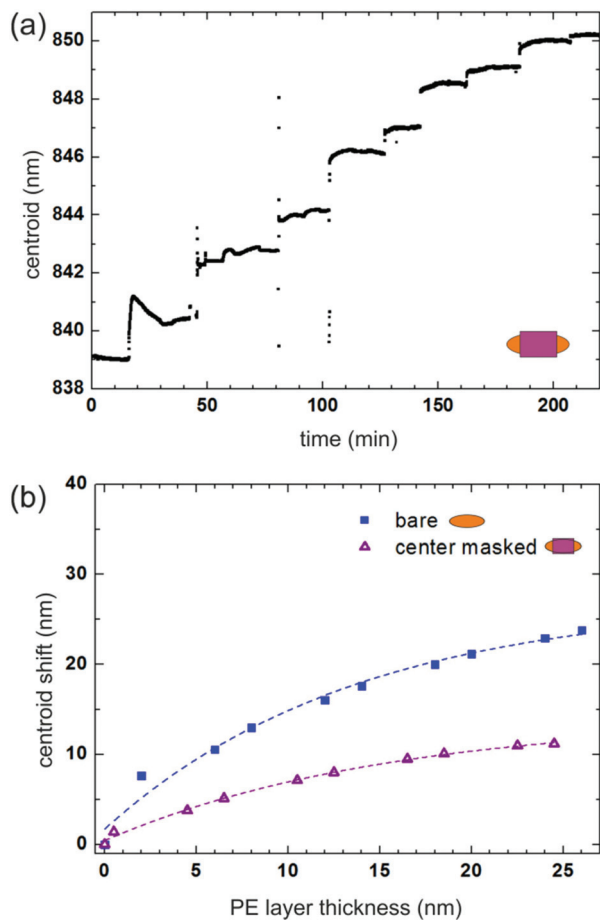 (a)
850
848
846
844
842
840
838
centroid (nm)
0 50 100 150 200
time (min)
(b)
40
30
20
10
0
centroid shift (nm)
bare
center masked
0 5 10 15 20 25
PE layer thickness (nm)